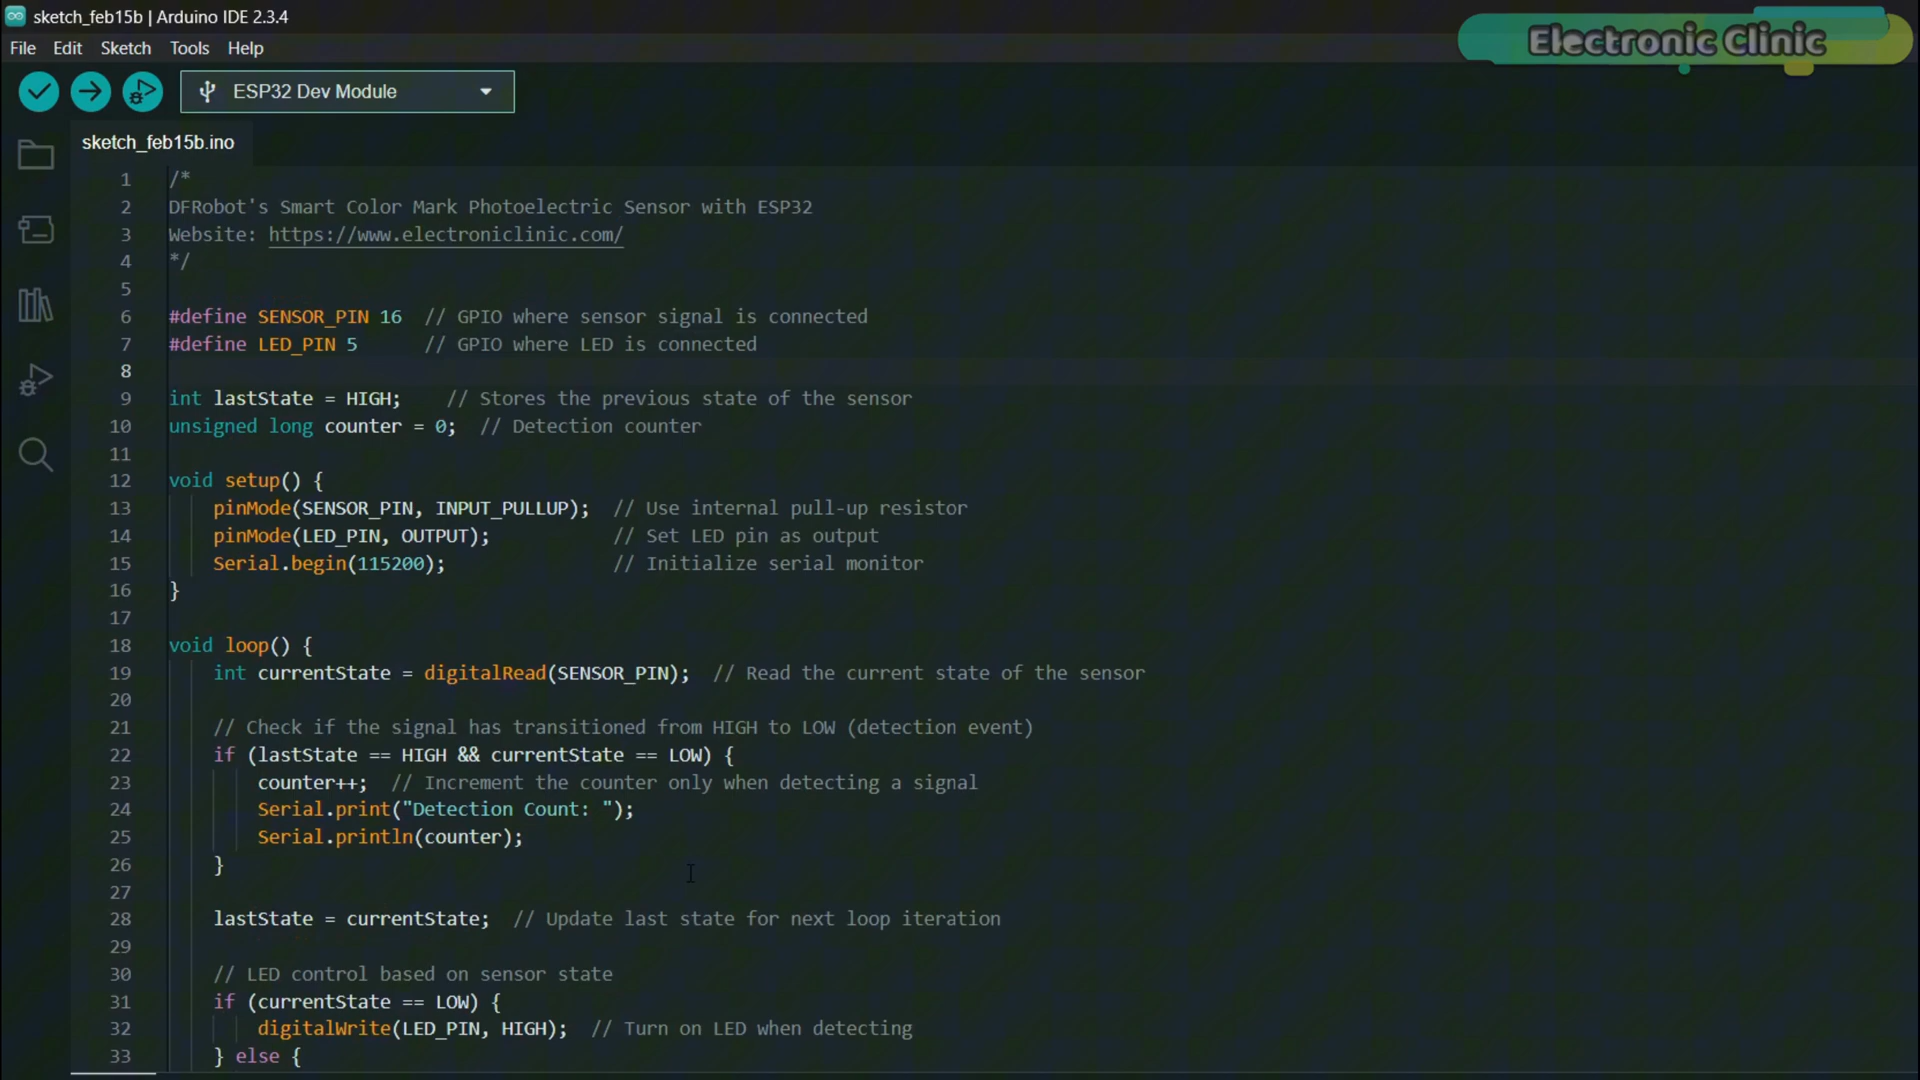 sketch_feb15b | Arduino IDE 2.3.4
Electronic Clinic
File Edit Sketch Tools Help
ESP32 Dev Module
sketch_feb15b.ino
1 /*
2 DFRobot's Smart Color Mark Photoelectric Sensor with ESP32
3 Website: https://www.electroniclinic.com/
4 */
5
6 #define SENSOR_PIN 16  // GPIO where sensor signal is connected
7 #define LED_PIN 5      // GPIO where LED is connected
8
9 int lastState = HIGH;    // Stores the previous state of the sensor
10 unsigned long counter = 0;  // Detection counter
11
12 void setup() {
13     pinMode(SENSOR_PIN, INPUT_PULLUP);  // Use internal pull-up resistor
14     pinMode(LED_PIN, OUTPUT);           // Set LED pin as output
15     Serial.begin(115200);               // Initialize serial monitor
16 }
17
18 void loop() {
19     int currentState = digitalRead(SENSOR_PIN);  // Read the current state of the sensor
20
21     // Check if the signal has transitioned from HIGH to LOW (detection event)
22     if (lastState == HIGH && currentState == LOW) {
23         counter++;  // Increment the counter only when detecting a signal
24         Serial.print("Detection Count: ");
25         Serial.println(counter);
26     }
27
28     lastState = currentState;  // Update last state for next loop iteration
29
30     // LED control based on sensor state
31     if (currentState == LOW) {
32         digitalWrite(LED_PIN, HIGH);  // Turn on LED when detecting
33     } else {